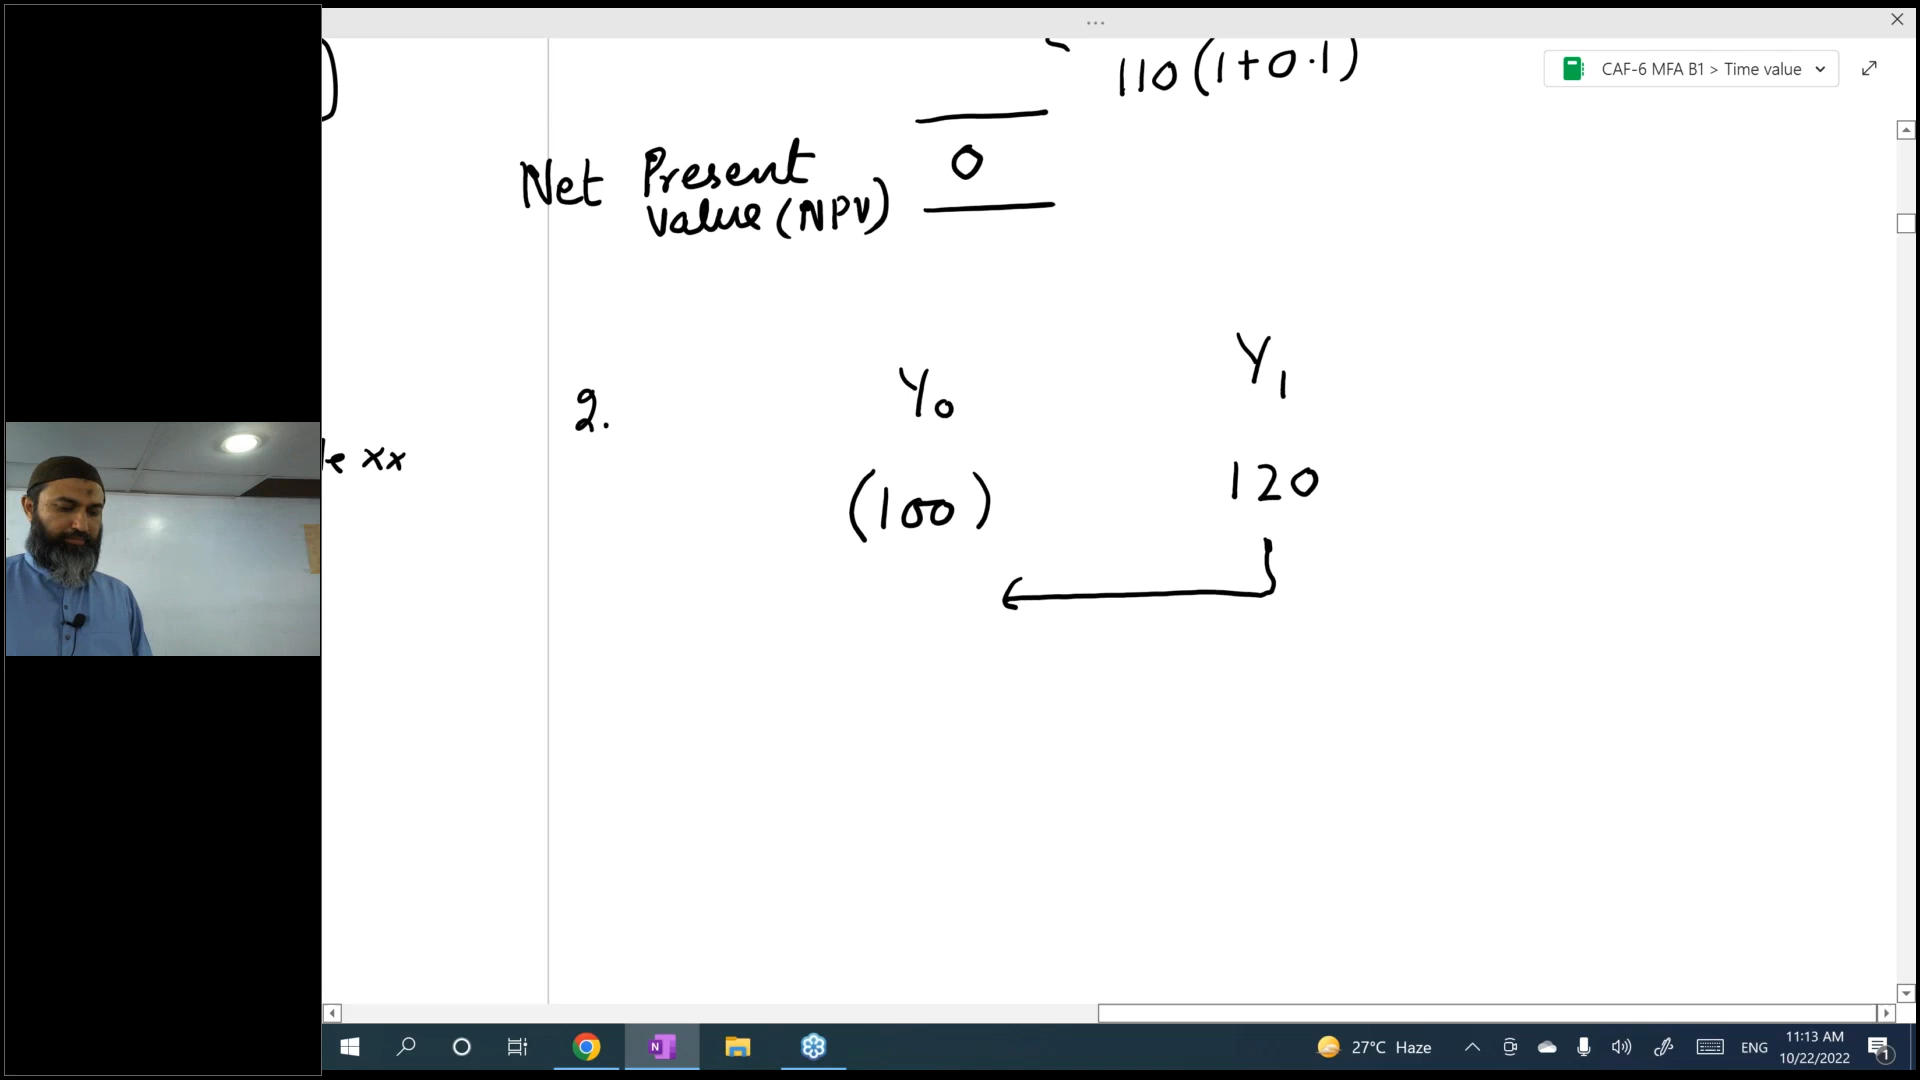 110(1+0.1)
CAF-6 MFA B1 > Time value
0
Net Present
Value (NPV)
xx
2.
Y0
Y1
(100)
120
27°C Haze
ENG
11:13 AM
10/22/2022
1